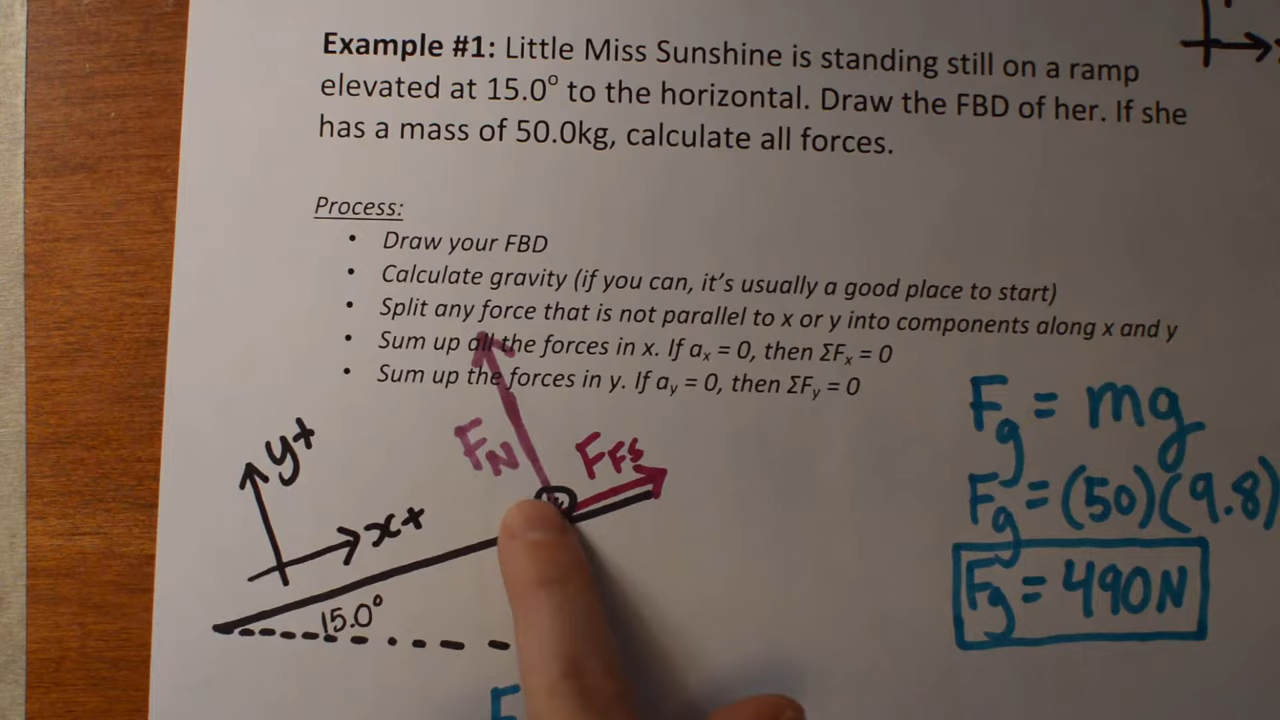 Example #1: Little Miss Sunshine is standing still on a ramp
elevated at 15.0° to the horizontal. Draw the FBD of her. If she
has a mass of 50.0kg, calculate all forces.
Process:
• Draw your FBD
• Calculate gravity (if you can, it's usually a good place to start)
• Split any force that is not parallel to x or y into components along x and y
• Sum up all the forces in x. If ax = 0, then ΣFx = 0
• Sum up the forces in y. If ay = 0, then ΣFy = 0
Fg = mg
y+
FN
FFS
Fg = (50)(9.8)
x+
Fg = 490N
15.0°
F